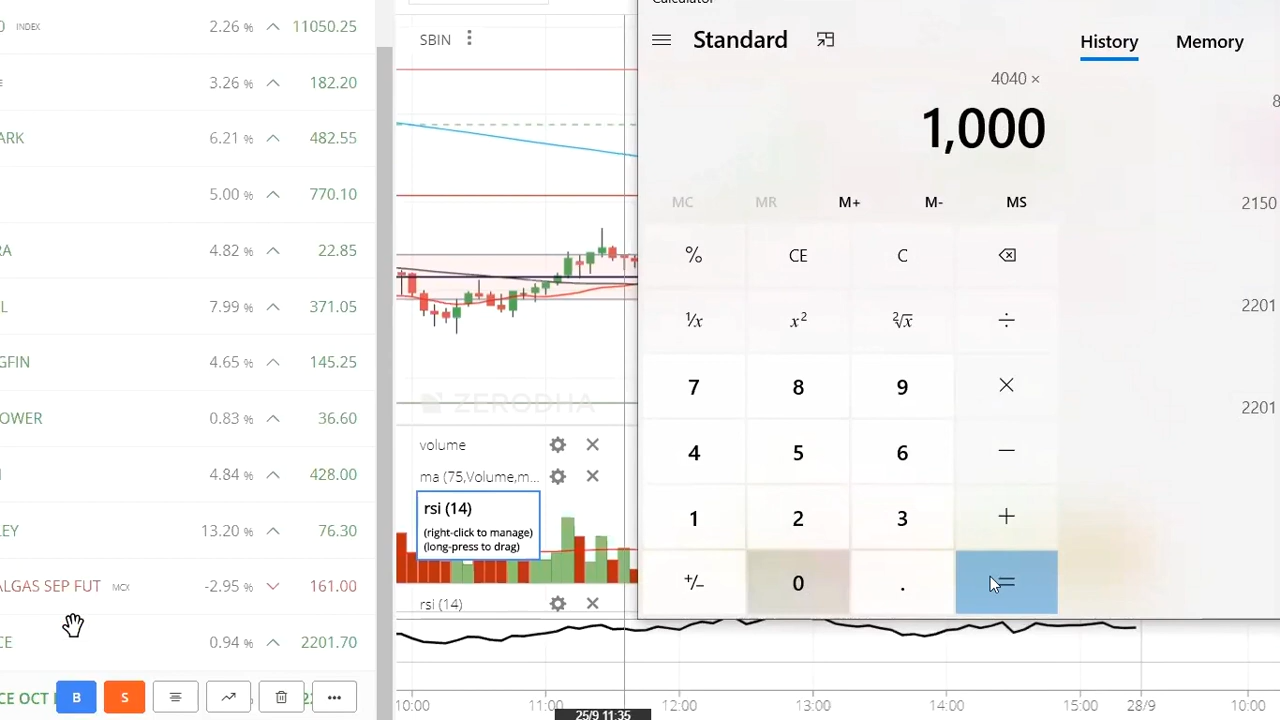 Calculator
INDEX 2.26 % 11050.25
3.26 % 182.20
ARK 6.21 % 482.55
5.00 % 770.10
RA 4.82 % 22.85
L 7.99 % 371.05
GFIN 4.65 % 145.25
OWER 0.83 % 36.60
4.84 % 428.00
LEY 13.20 % 76.30
ALGAS SEP FUT MCX -2.95 % 161.00
CE 0.94 % 2201.70
CE OCT B S •••
SBIN
ZERODHA
volume
ma (75,Volume,m...
rsi (14)
(right-click to manage)
(long-press to drag)
rsi (14)
10:00 11:00 12:00 13:00 14:00 15:00 28/9 10:00
25/9 11:35
Standard
History Memory
4040 ×
1,000
MC MR M+ M- MS
% CE C
¹/x x² ²√x ÷
7 8 9 ×
4 5 6 −
1 2 3 +
+/− 0 . =
8
2150
2201
2201